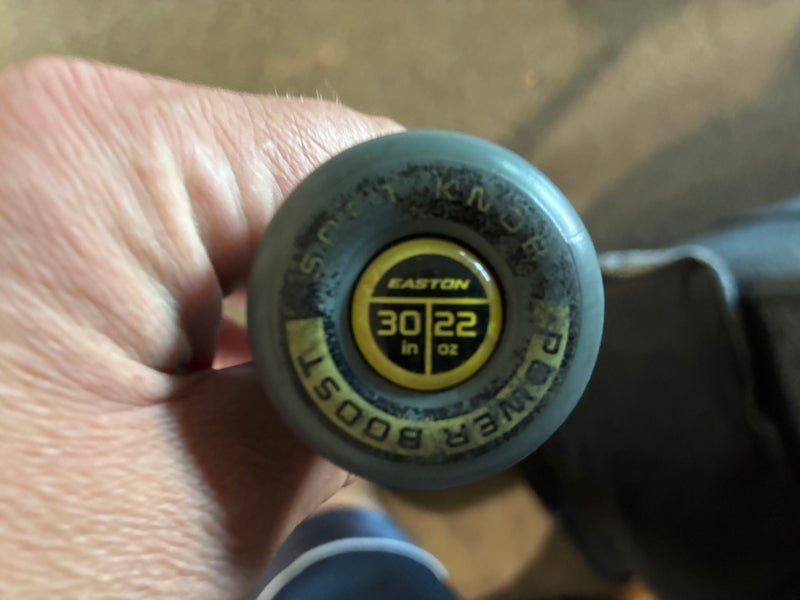 SOFT KNOB
EASTON
30 22
in oz
POWER BOOST